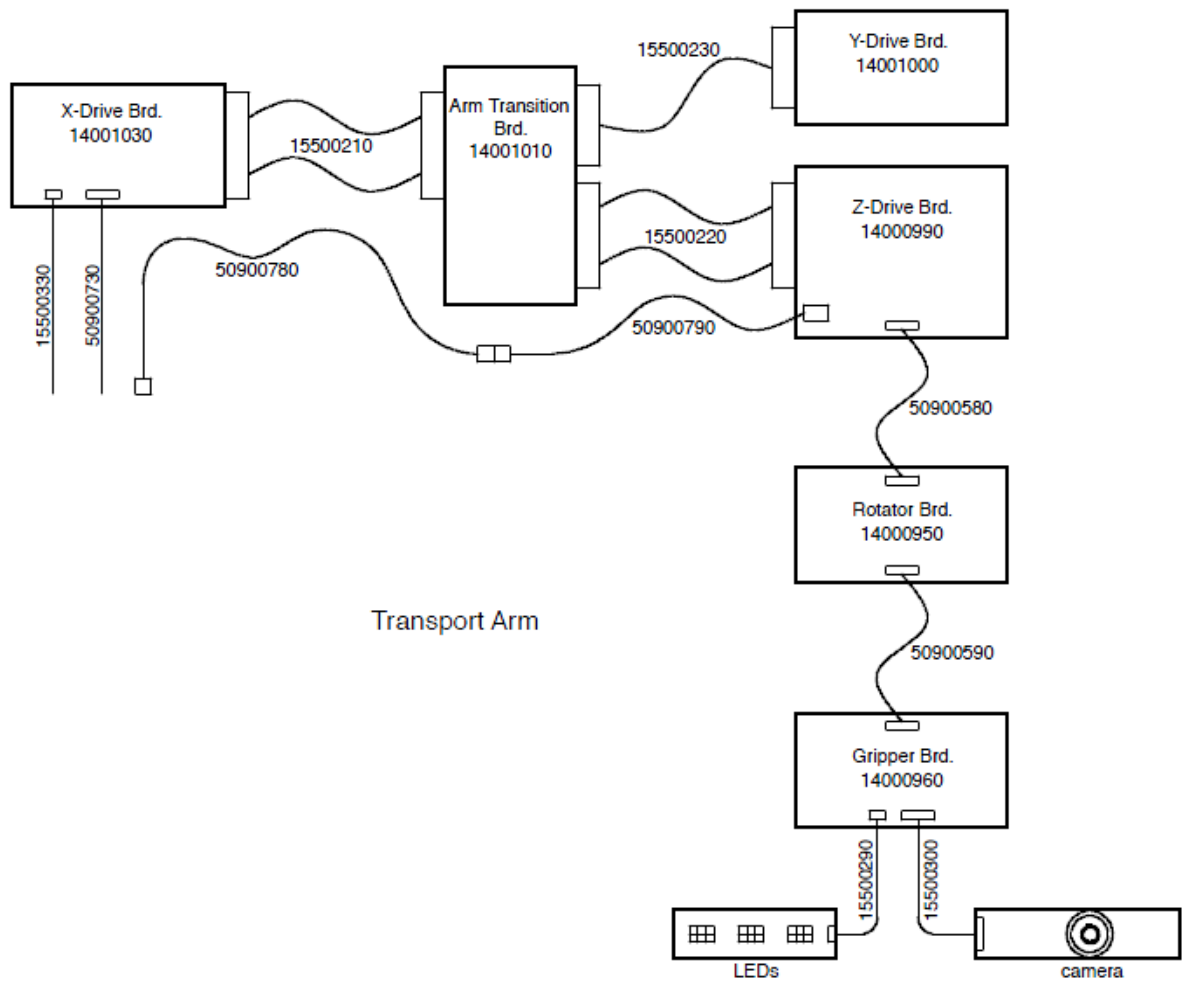 15500230
Y-Drive Brd.
14001000
X-Drive Brd.
14001030
15500210
Arm Transition
Brd.
14001010
Z-Drive Brd.
14000990
15500220
50900780
50900790
15500330
50900730
50900580
Rotator Brd.
14000950
Transport Arm
50900590
Gripper Brd.
14000960
15500290
15500300
LEDs
camera